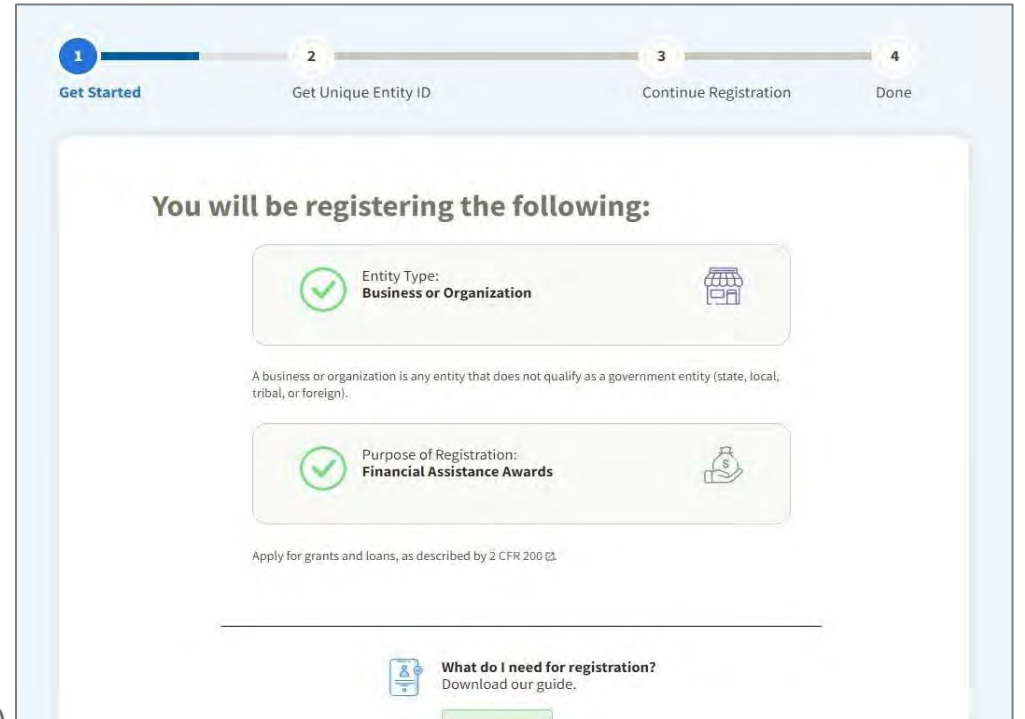 1
2
3
4
Get Started
Get Unique Entity ID
Continue Registration
Done
You will be registering the following:
Entity Type:
Business or Organization
A business or organization is any entity that does not qualify as a government entity (state, local,
tribal, or foreign).
Purpose of Registration:
Financial Assistance Awards
$
Apply for grants and loans, as described by 2 CFR 200
What do I need for registration?
Download our guide.
)